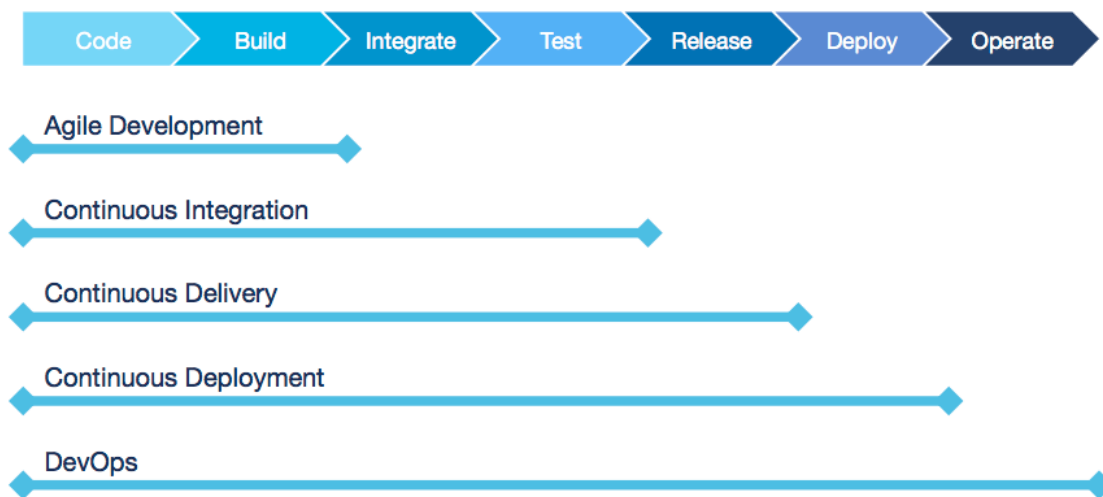 Code Build Integrate Test Release Deploy Operate
Agile Development
Continuous Integration
Continuous Delivery
Continuous Deployment
DevOps